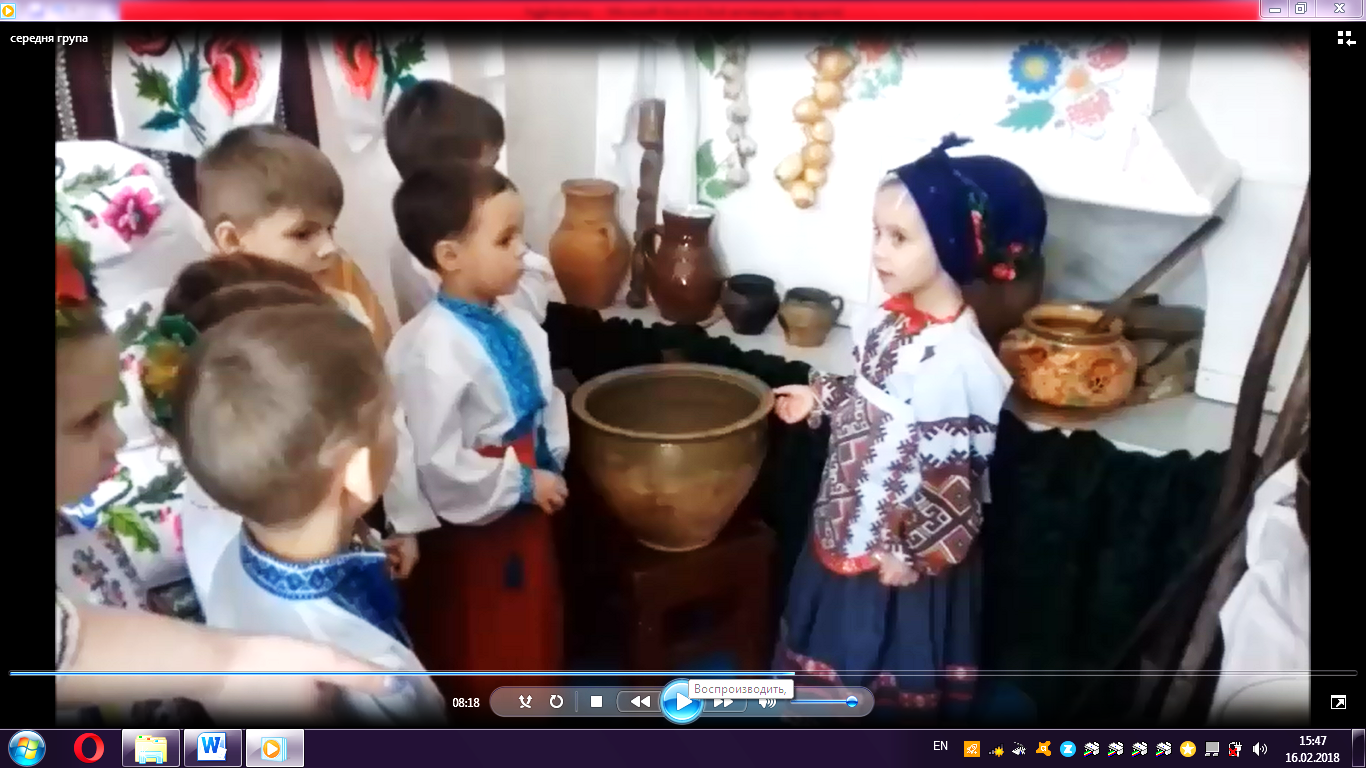 середня група
08:18
Воспроизводить,
EN
15:47
16.02.2018